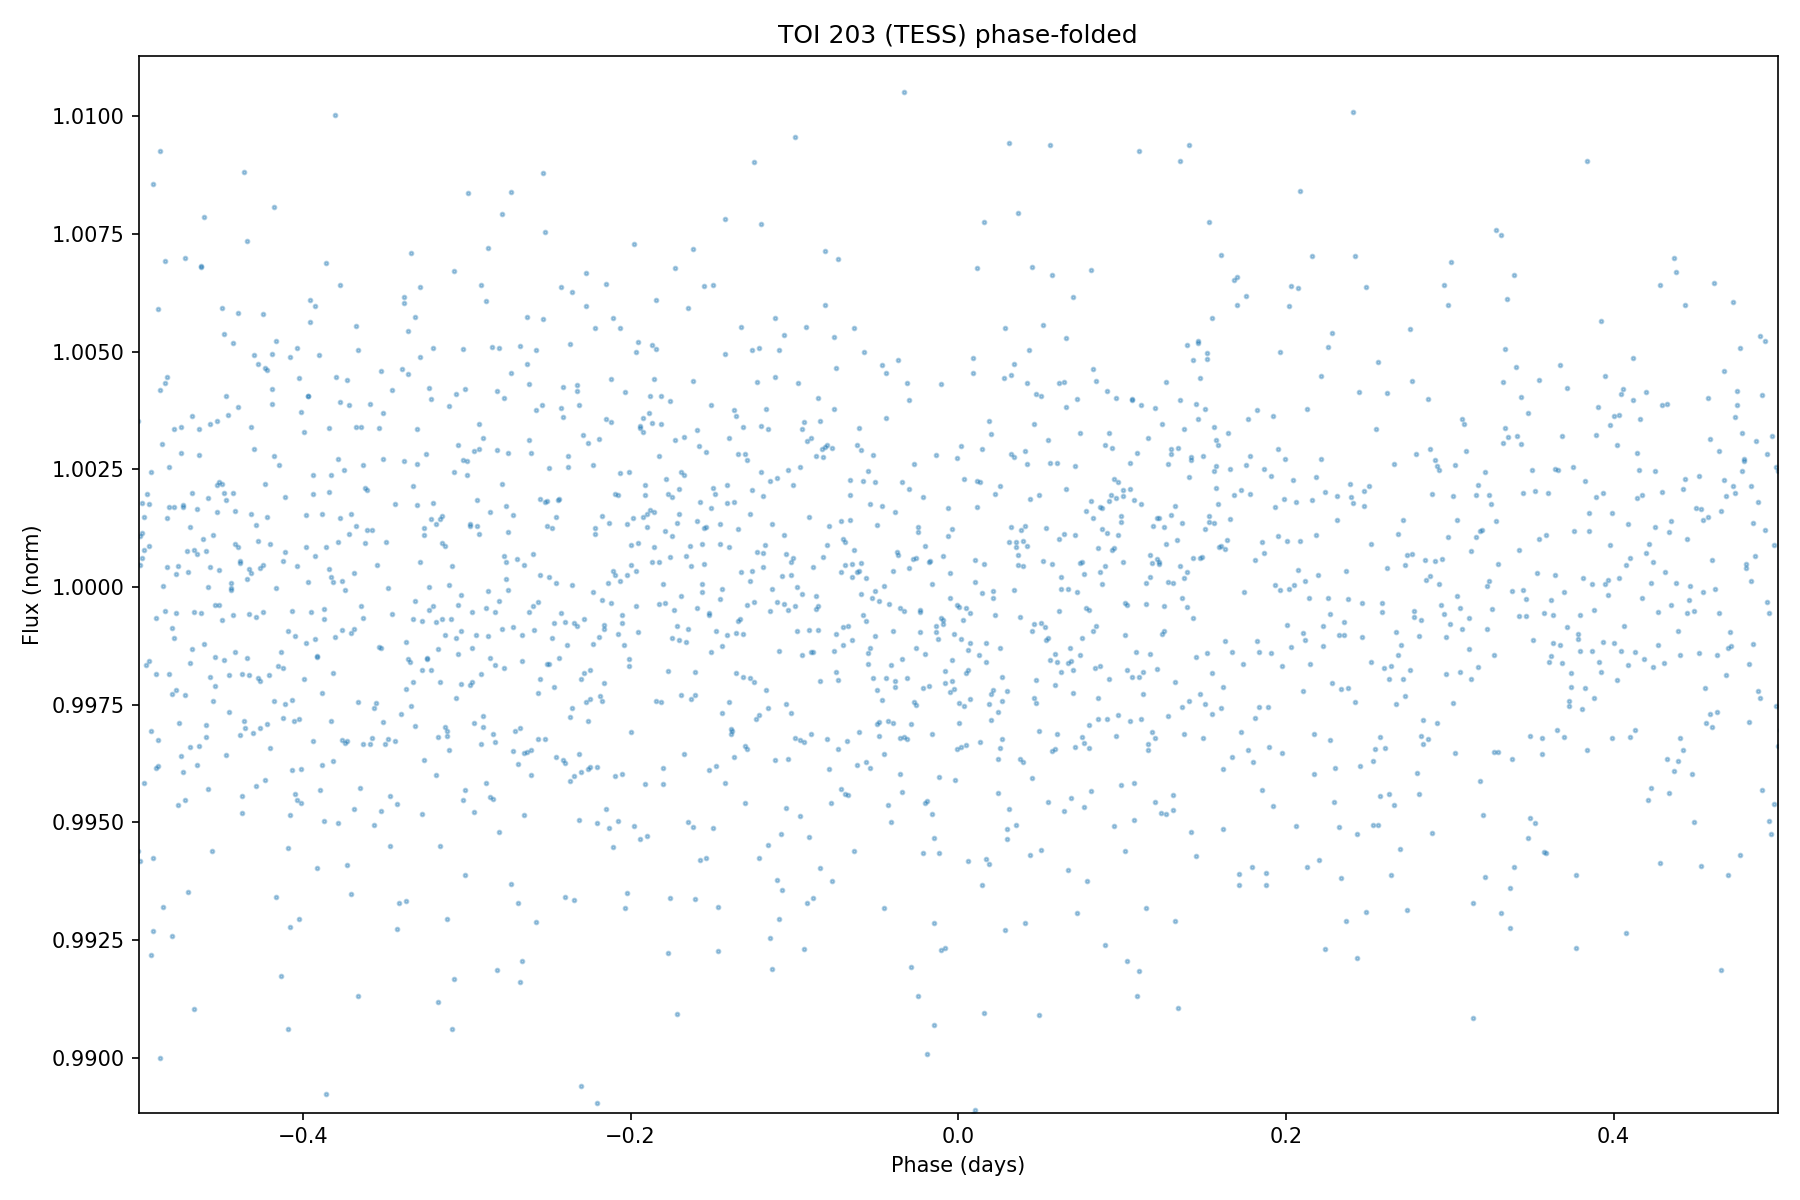 TOI 203 (TESS) phase-folded
1.0100
1.0075
1.0050
1.0025
1.0000
0.9975
0.9950
0.9925
0.9900
Flux (norm)
−0.4 −0.2 0.0 0.2 0.4
Phase (days)